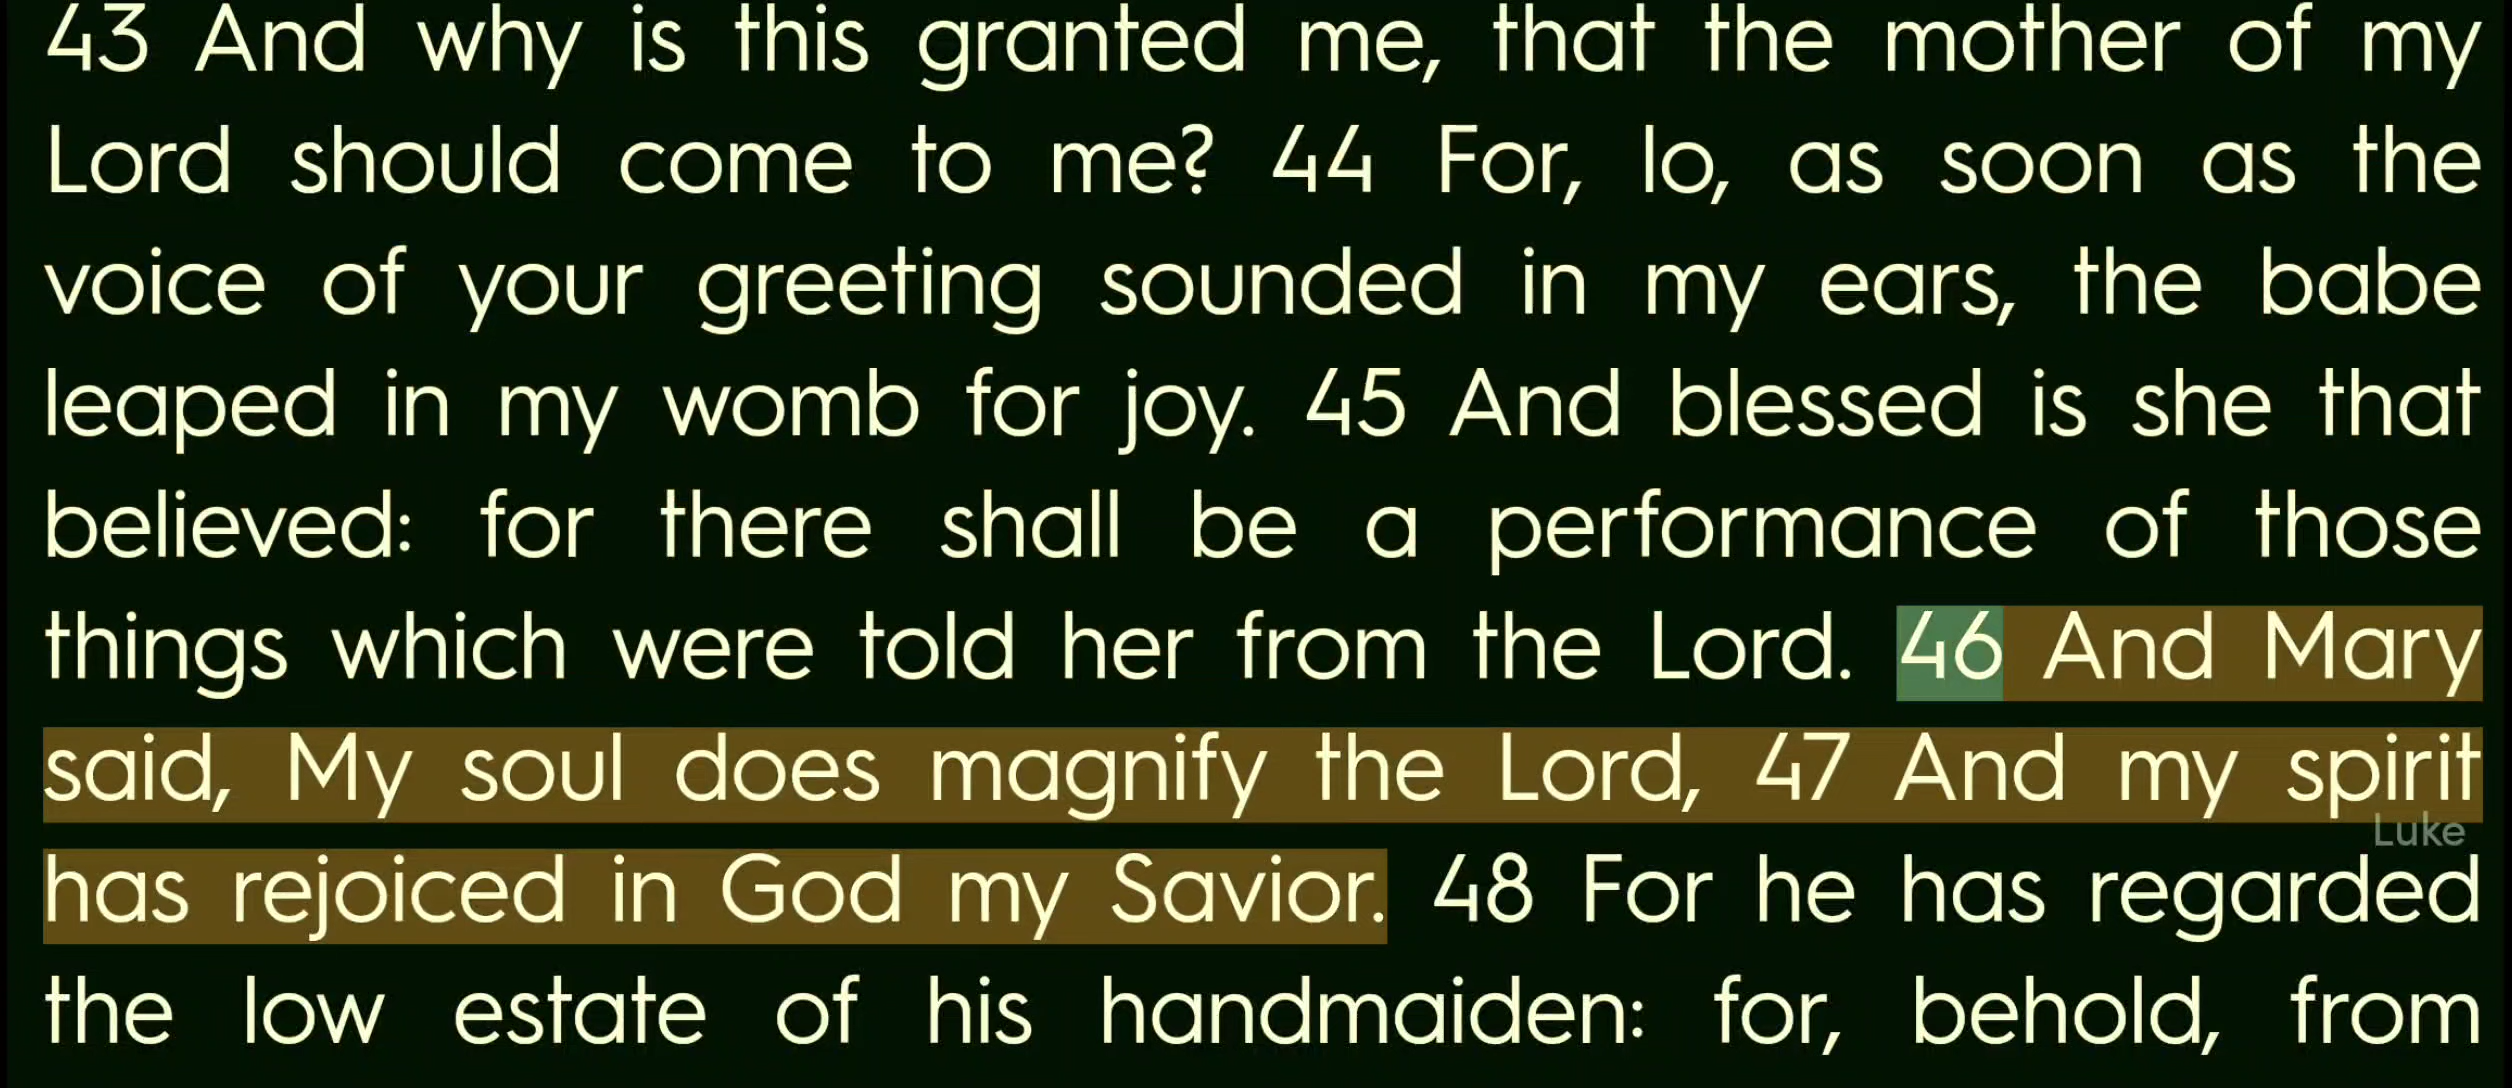 43 And why is this granted me, that the mother of my
Lord should come to me? 44 For, lo, as soon as the
voice of your greeting sounded in my ears, the babe
leaped in my womb for joy. 45 And blessed is she that
believed: for there shall be a performance of those
things which were told her from the Lord. 46 And Mary
said, My soul does magnify the Lord, 47 And my spirit
Luke
has rejoiced in God my Savior. 48 For he has regarded
the low estate of his handmaiden: for, behold, from